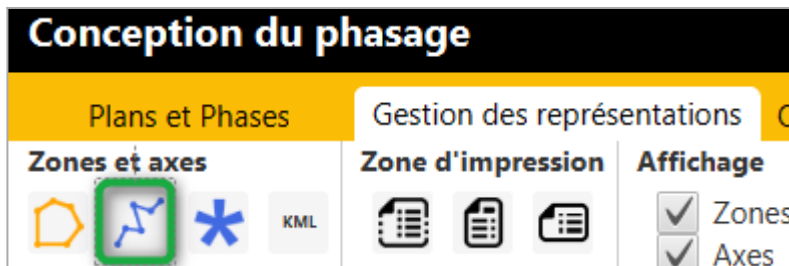 Conception du phasage
Plans et Phases Gestion des représentations
Zones et axes Zone d'impression Affichage
KML Zones
Axes